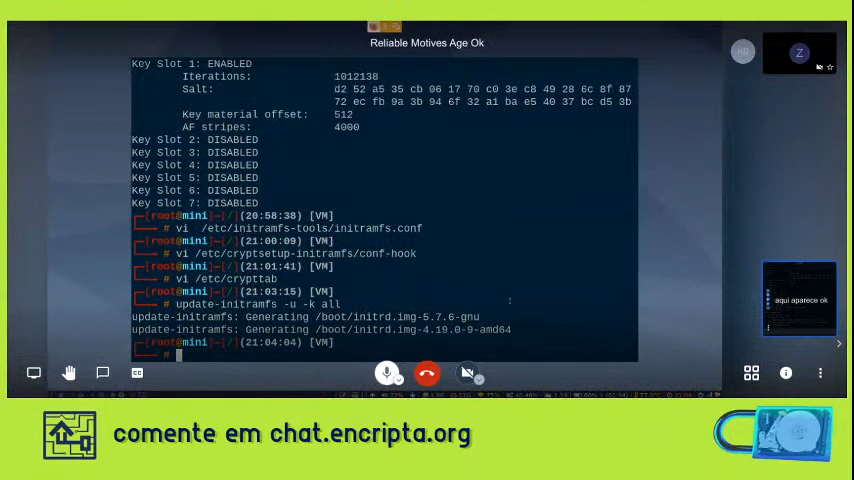 Reliable Motives Age Ok
Key Slot 1: ENABLED
Iterations: 1012138
Salt: d2 52 a5 35 cb 06 17 70 c0 3e c8 49 28 6c 8f 87
72 ec fb 9a 3b 94 6f 32 a1 ba e5 40 37 bc d5 3b
Key material offset: 512
AF stripes: 4000
Key Slot 2: DISABLED
Key Slot 3: DISABLED
Key Slot 4: DISABLED
Key Slot 5: DISABLED
Key Slot 6: DISABLED
Key Slot 7: DISABLED
[root@mini]-[/](20:58:38) [VM]
# vi  /etc/initramfs-tools/initramfs.conf
[root@mini]-[/](21:00:09) [VM]
# vi /etc/cryptsetup-initramfs/conf-hook
[root@mini]-[/](21:01:41) [VM]
# vi /etc/crypttab
[root@mini]-[/](21:03:15) [VM]
# update-initramfs -u -k all
update-initramfs: Generating /boot/initrd.img-5.7.6-gnu
update-initramfs: Generating /boot/initrd.img-4.19.0-9-amd64
[root@mini]-[/](21:04:04) [VM]
#
Z
aqui aparece ok
comente em chat.encripta.org